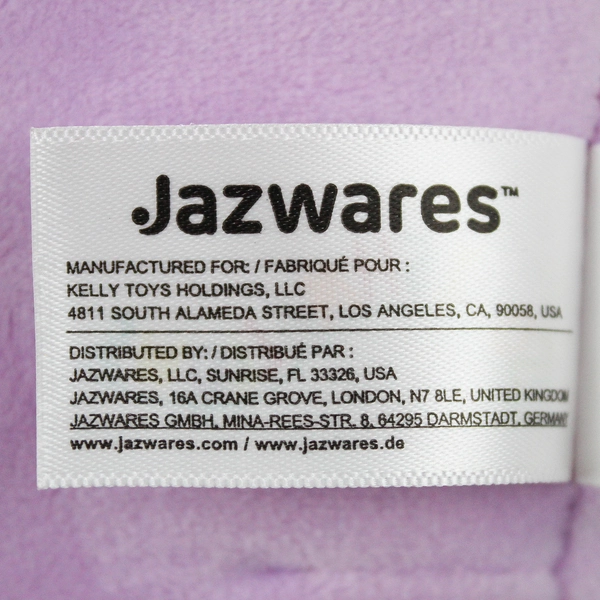 Jazwares™
MANUFACTURED FOR: / FABRIQUÉ POUR :
KELLY TOYS HOLDINGS, LLC
4811 SOUTH ALAMEDA STREET, LOS ANGELES, CA, 90058, USA
DISTRIBUTED BY: / DISTRIBUÉ PAR :
JAZWARES, LLC, SUNRISE, FL 33326, USA
JAZWARES, 16A CRANE GROVE, LONDON, N7 8LE, UNITED KINGDOM
JAZWARES GMBH, MINA-REES-STR. 8, 64295 DARMSTADT, GERMANY
www.jazwares.com / www.jazwares.de